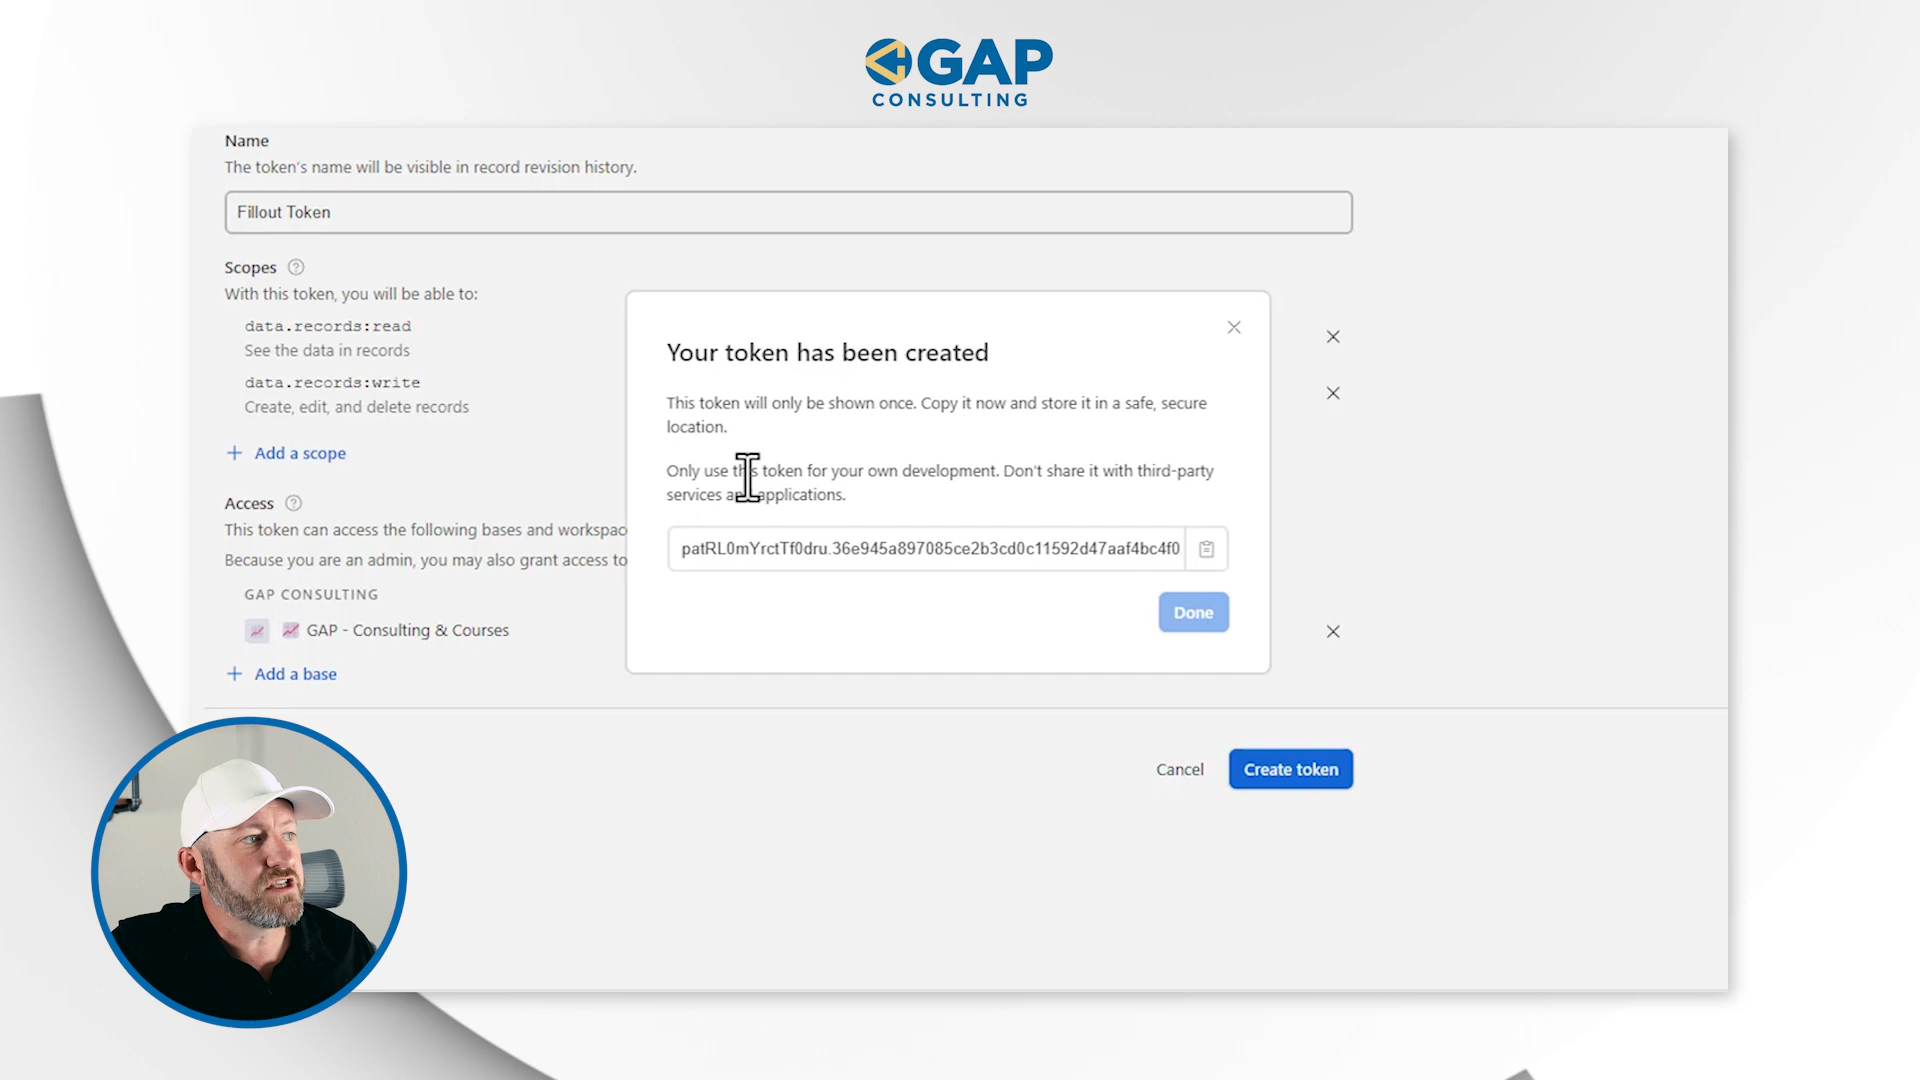 GAP
CONSULTING
Name
The token's name will be visible in record revision history.
Fillout Token
Scopes
With this token, you will be able to:
data.records:read
See the data in records
data.records:write
Create, edit, and delete records
+ Add a scope
Access
This token can access the following bases and workspac
Because you are an admin, you may also grant access to
GAP CONSULTING
GAP - Consulting & Courses
+ Add a base
Your token has been created
This token will only be shown once. Copy it now and store it in a safe, secure
location.
Only use this token for your own development. Don't share it with third-party
services and applications.
patRL0mYrctTf0dru.36e945a897085ce2b3cd0c11592d47aaf4bc4f0
Done
Cancel
Create token